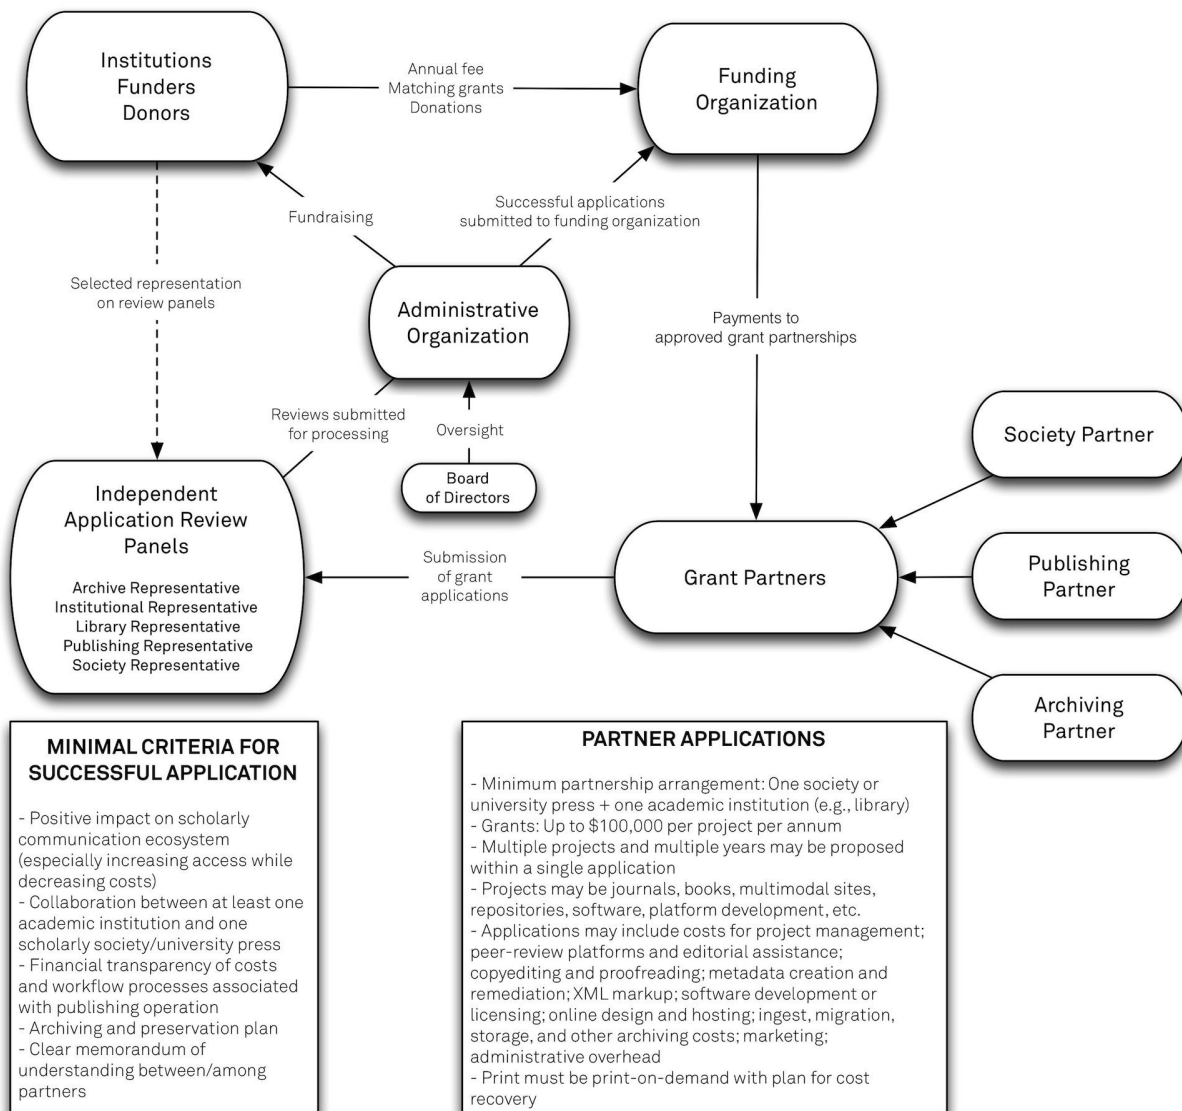 Institutions
Funders
Donors
Annual fee
Matching grants
Donations
Funding
Organization
Fundraising
Successful applications
submitted to funding organization
Selected representation
on review panels
Administrative
Organization
Payments to
approved grant partnerships
Reviews submitted
for processing
Oversight
Board
of Directors
Society Partner
Independent
Application Review
Panels
Archive Representative
Institutional Representative
Library Representative
Publishing Representative
Society Representative
Submission
of grant
applications
Grant Partners
Publishing
Partner
Archiving
Partner
MINIMAL CRITERIA FOR
SUCCESSFUL APPLICATION
- Positive impact on scholarly
communication ecosystem
(especially increasing access while
decreasing costs)
- Collaboration between at least one
academic institution and one
scholarly society/university press
- Financial transparency of costs
and workflow processes associated
with publishing operation
- Archiving and preservation plan
- Clear memorandum of
understanding between/among
partners
PARTNER APPLICATIONS
- Minimum partnership arrangement: One society or
university press + one academic institution (e.g., library)
- Grants: Up to $100,000 per project per annum
- Multiple projects and multiple years may be proposed
within a single application
- Projects may be journals, books, multimodal sites,
repositories, software, platform development, etc.
- Applications may include costs for project management;
peer-review platforms and editorial assistance;
copyediting and proofreading; metadata creation and
remediation; XML markup; software development or
licensing; online design and hosting; ingest, migration,
storage, and other archiving costs; marketing;
administrative overhead
- Print must be print-on-demand with plan for cost
recovery